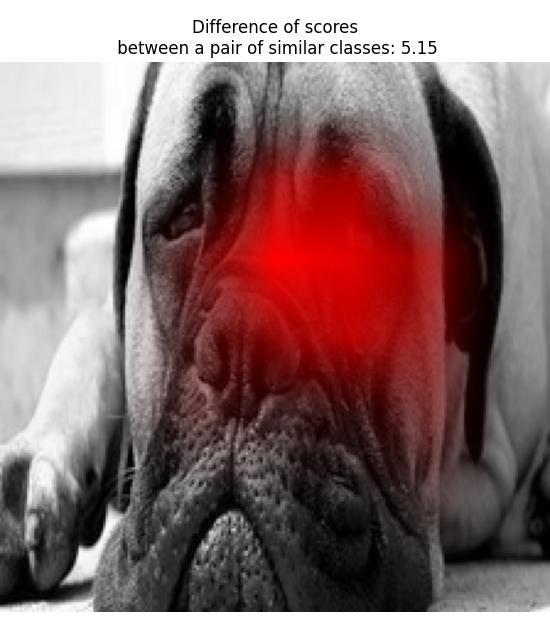 Difference of scores
between a pair of similar classes: 5.15